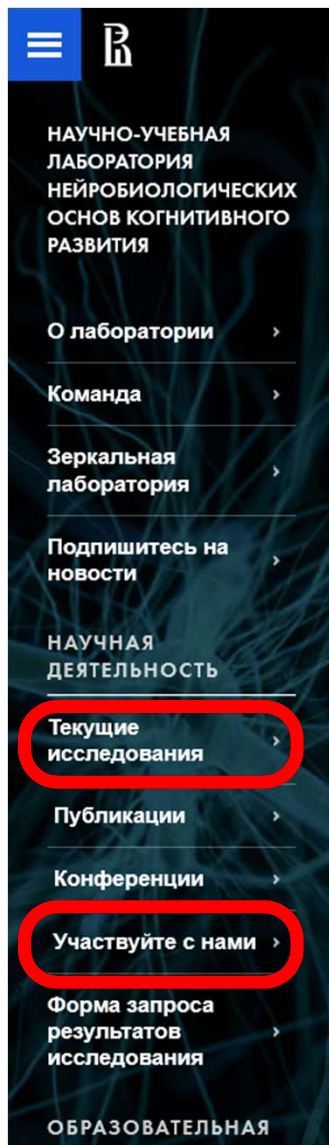 НАУЧНО-УЧЕБНАЯ
ЛАБОРАТОРИЯ
НЕЙРОБИОЛОГИЧЕСКИХ
ОСНОВ КОГНИТИВНОГО
РАЗВИТИЯ
О лаборатории
Команда
Зеркальная
лаборатория
Подпишитесь на
новости
НАУЧНАЯ
ДЕЯТЕЛЬНОСТЬ
Текущие
исследования
Публикации
Конференции
Участвуйте с нами
Форма запроса
результатов
исследования
ОБРАЗОВАТЕЛЬНАЯ